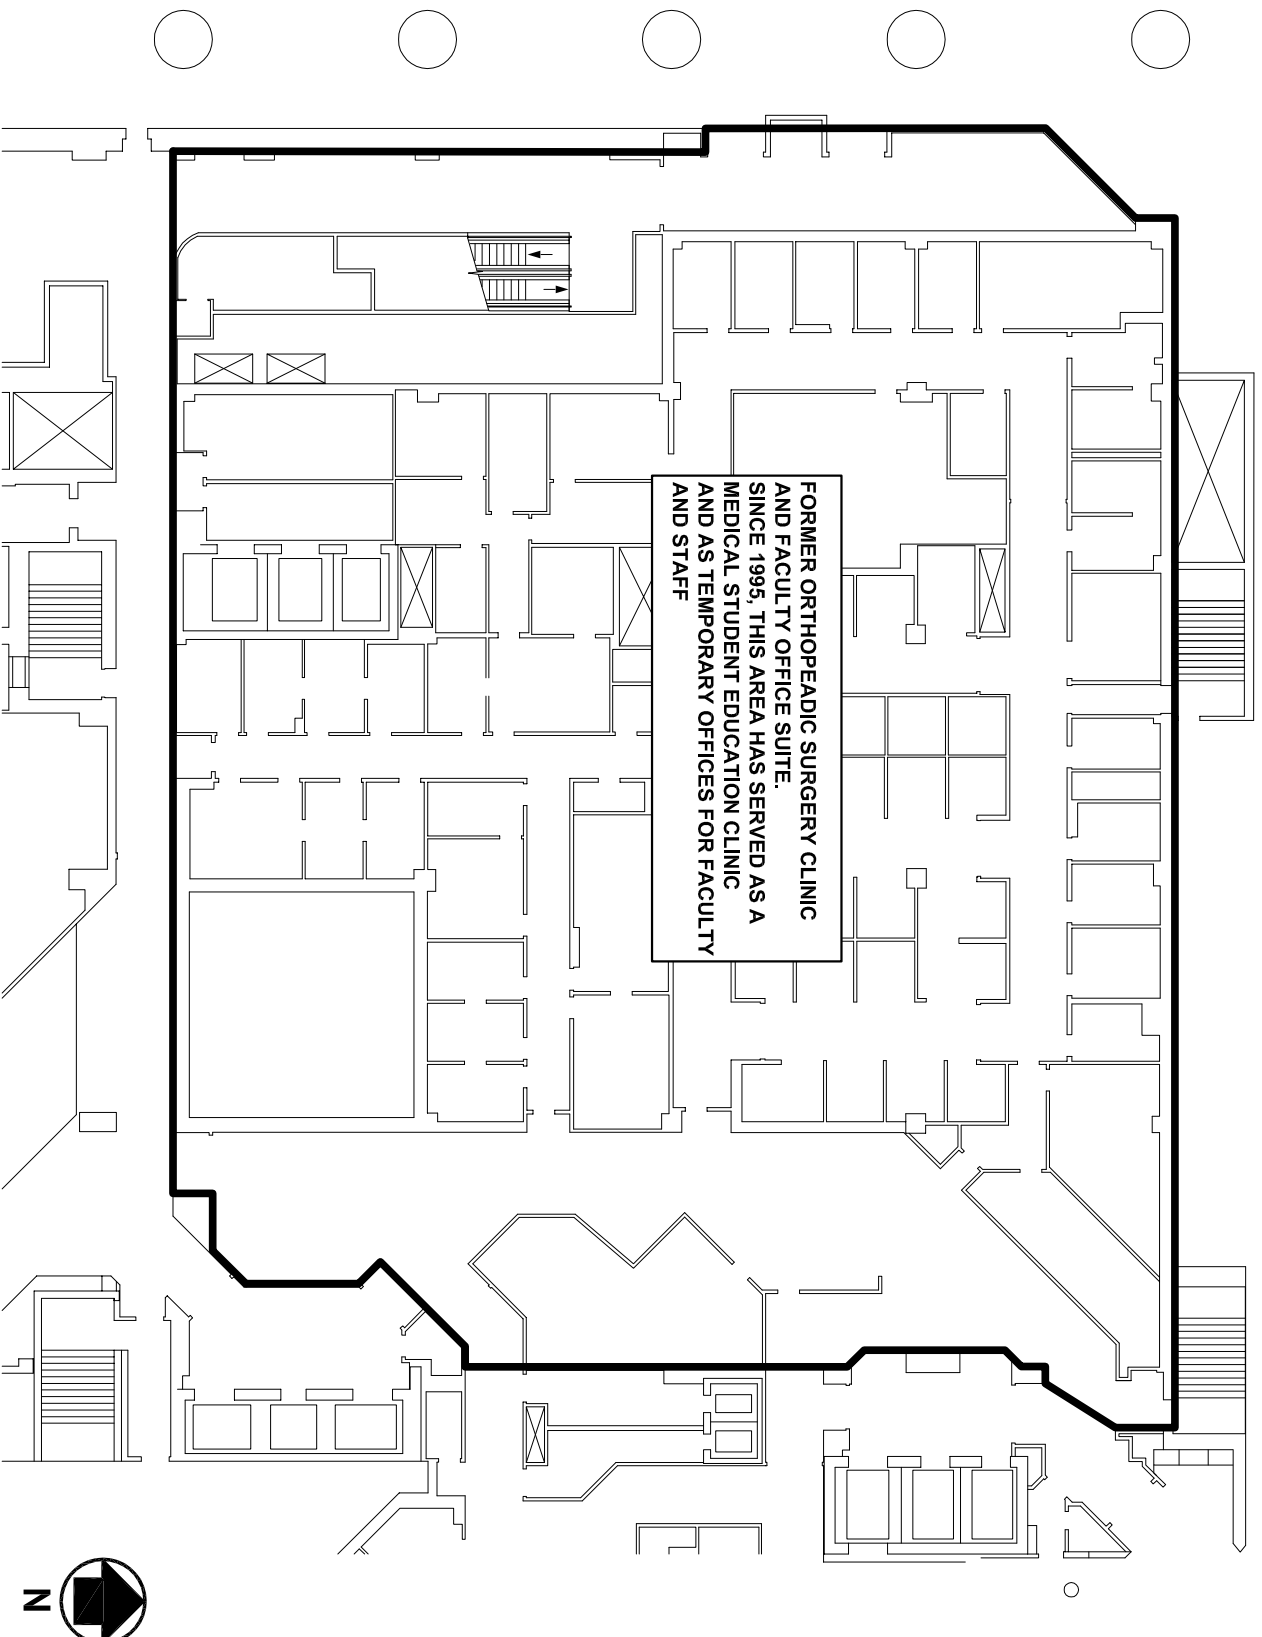 FORMER ORTHOPEADIC SURGERY CLINIC
AND FACULTY OFFICE SUITE.
SINCE 1995, THIS AREA HAS SERVED AS A
MEDICAL STUDENT EDUCATION CLINIC
AND AS TEMPORARY OFFICES FOR FACULTY
AND STAFF
N